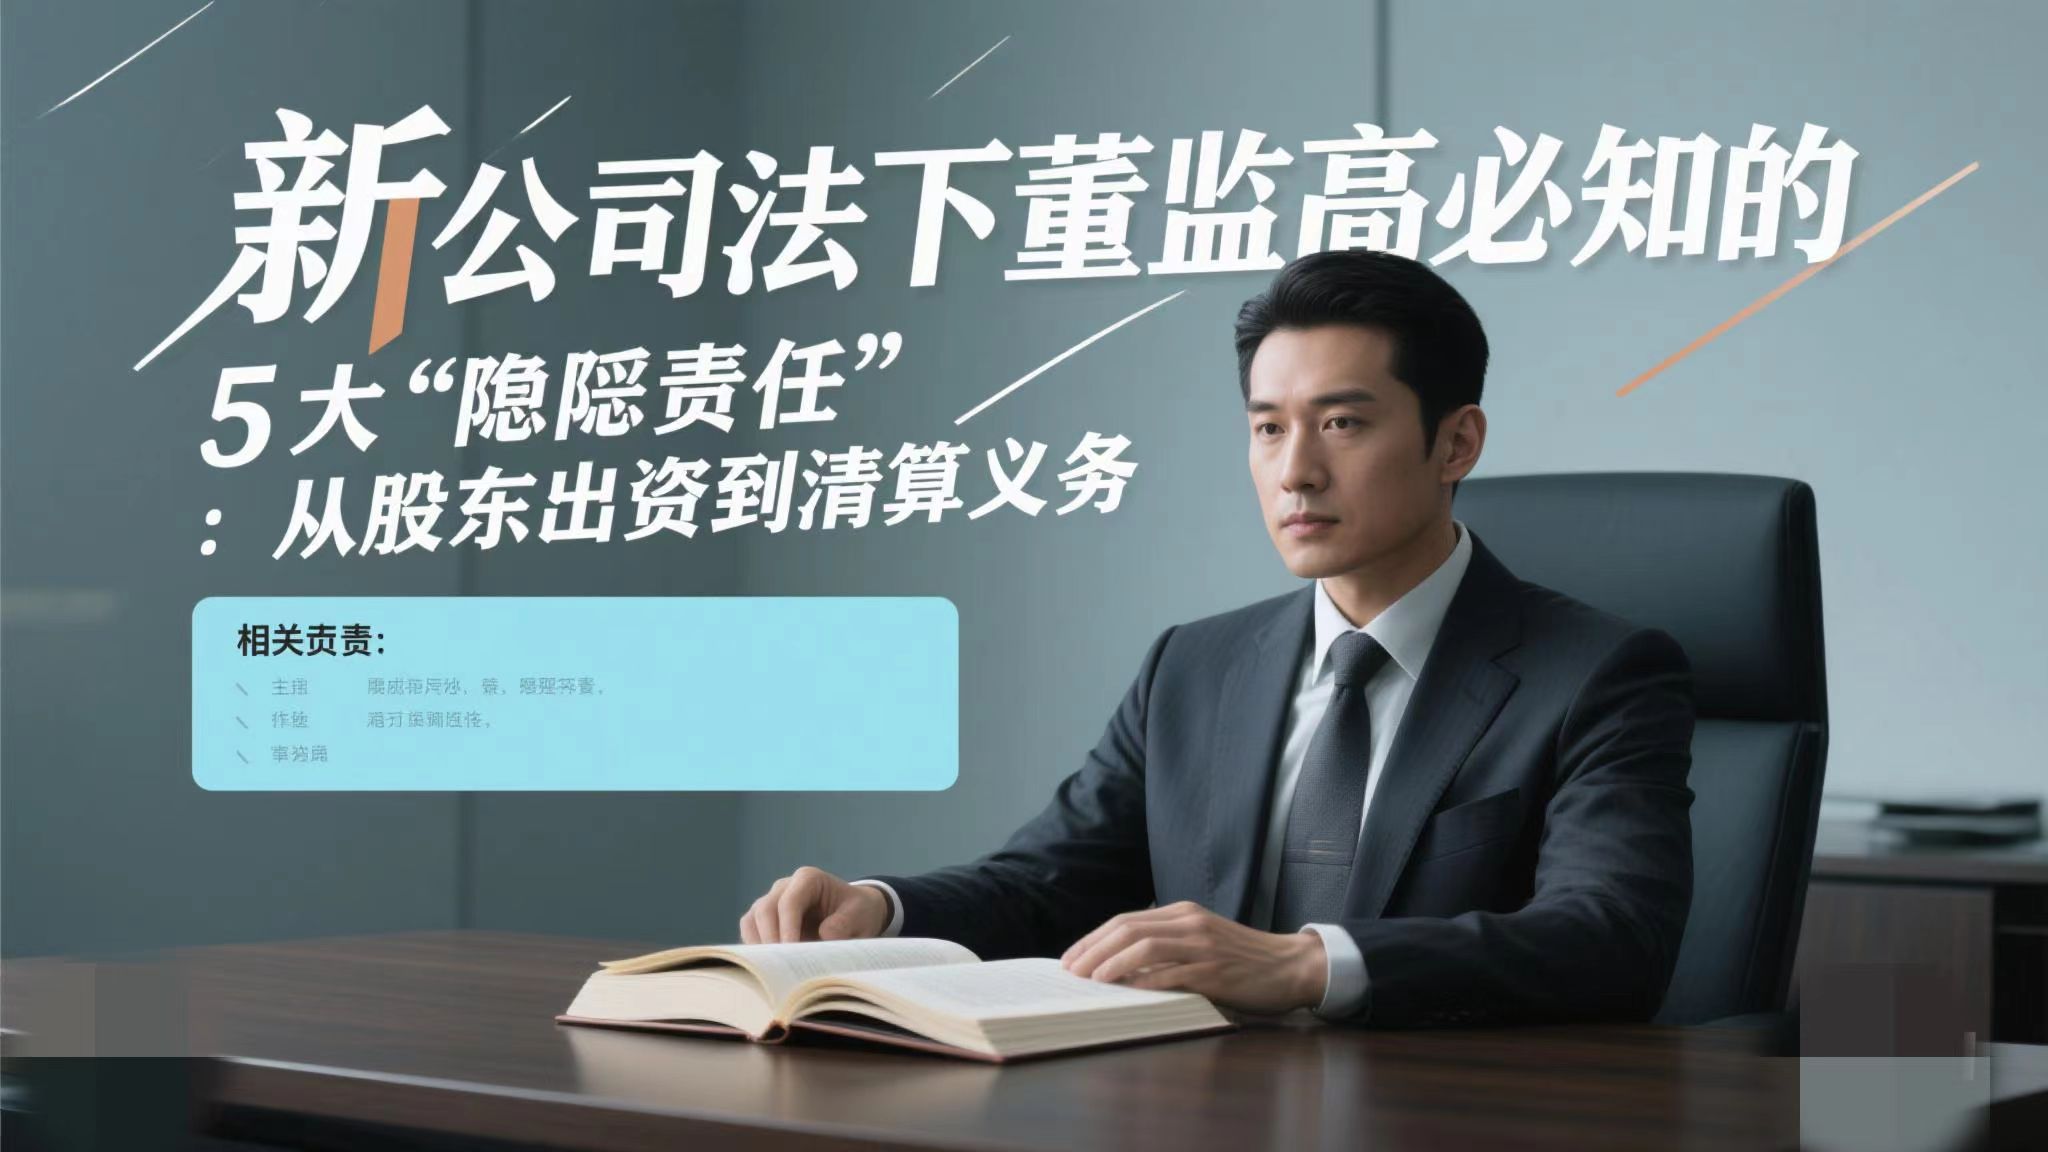 新公司法下董监高必知的
5大“隐隐责任”
：从股东出资到清算义务
相关责责：